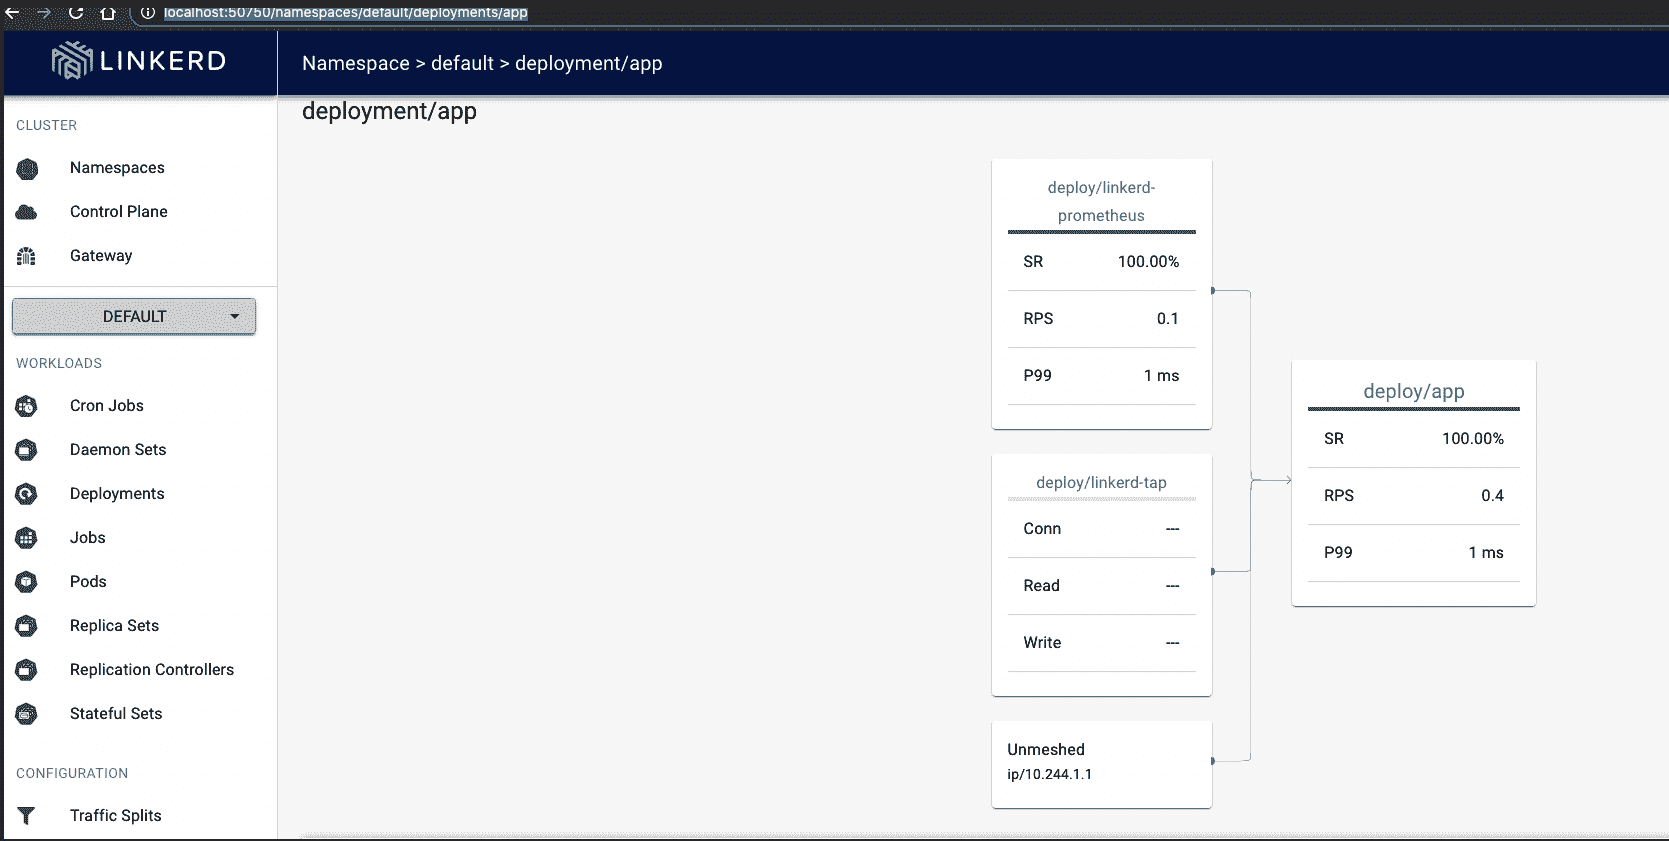 localhost:50750/namespaces/default/deployments/app
LINKERD
Namespace > default > deployment/app
deployment/app
CLUSTER
Namespaces
Control Plane
Gateway
DEFAULT
WORKLOADS
Cron Jobs
Daemon Sets
Deployments
Jobs
Pods
Replica Sets
Replication Controllers
Stateful Sets
CONFIGURATION
Traffic Splits
deploy/linkerd-
prometheus
SR 100.00%
RPS 0.1
P99 1 ms
deploy/linkerd-tap
Conn ---
Read ---
Write ---
Unmeshed
ip/10.244.1.1
deploy/app
SR 100.00%
RPS 0.4
P99 1 ms